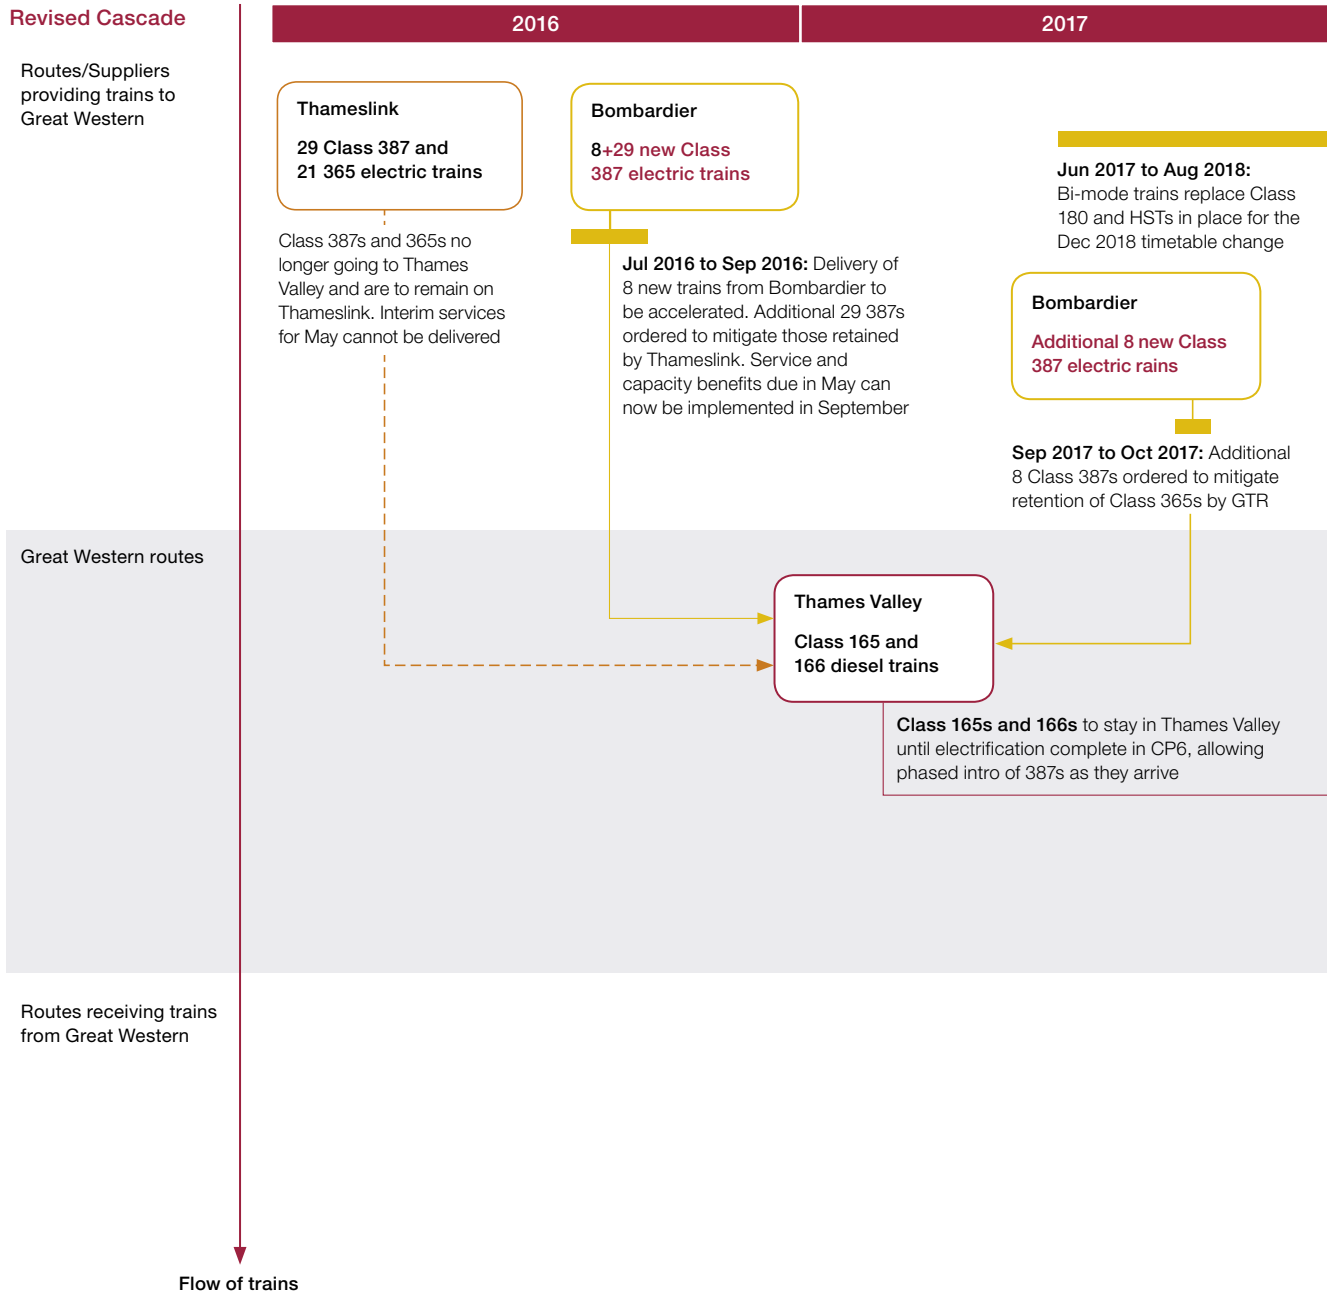 Revised Cascade
2016
2017
Routes/Suppliers
providing trains to
Great Western
Thameslink
29 Class 387 and
21 365 electric trains
Class 387s and 365s no
longer going to Thames
Valley and are to remain on
Thameslink. Interim services
for May cannot be delivered
Bombardier
8+29 new Class
387 electric trains
Jul 2016 to Sep 2016: Delivery of
8 new trains from Bombardier to
be accelerated. Additional 29 387s
ordered to mitigate those retained
by Thameslink. Service and
capacity benefits due in May can
now be implemented in September
Jun 2017 to Aug 2018:
Bi-mode trains replace Class
180 and HSTs in place for the
Dec 2018 timetable change
Bombardier
Additional 8 new Class
387 electric rains
Sep 2017 to Oct 2017: Additional
8 Class 387s ordered to mitigate
retention of Class 365s by GTR
Great Western routes
Thames Valley
Class 165 and
166 diesel trains
Class 165s and 166s to stay in Thames Valley
until electrification complete in CP6, allowing
phased intro of 387s as they arrive
Routes receiving trains
from Great Western
Flow of trains